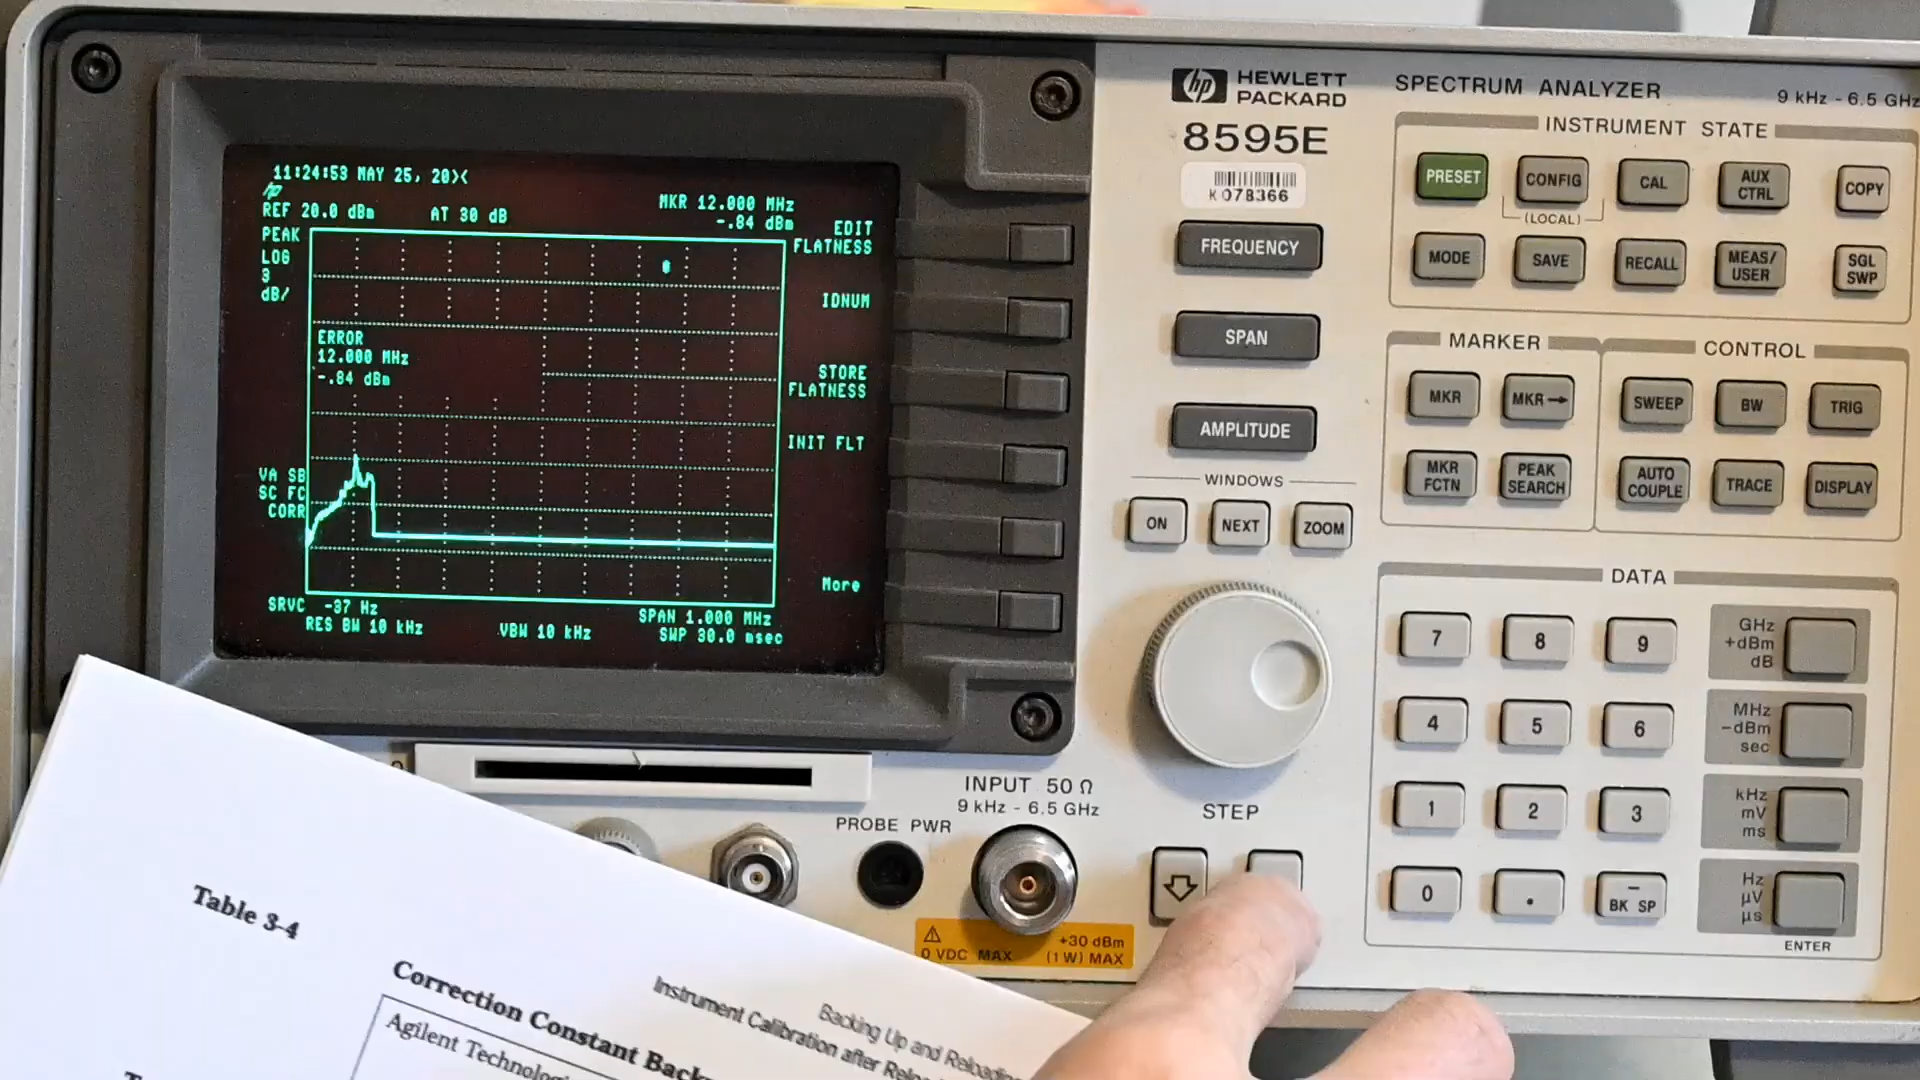 11:24:53 MAY 25, 20><
hp
REF 20.0 dBm AT 30 dB
MKR 12.000 MHz
-.84 dBm
PEAK
LOG
3
dB/
ERROR
12.000 MHz
-.84 dBm
VA SB
SC FC
CORR
SRVC -37 Hz
RES BW 10 kHz
VBW 10 kHz
SPAN 1.000 MHz
SWP 30.0 msec
EDIT
FLATNESS
IDNUM
STORE
FLATNESS
INIT FLT
More
hp HEWLETT
PACKARD
8595E
K078366
SPECTRUM ANALYZER
9 kHz - 6.5 GHz
INSTRUMENT STATE
PRESET
CONFIG
CAL
AUX
CTRL
COPY
(LOCAL)
MODE
SAVE
RECALL
MEAS/
USER
SGL
SWP
FREQUENCY
SPAN
AMPLITUDE
MARKER
MKR
MKR→
MKR
FCTN
PEAK
SEARCH
CONTROL
SWEEP
BW
TRIG
AUTO
COUPLE
TRACE
DISPLAY
WINDOWS
ON
NEXT
ZOOM
DATA
7
8
9
GHz
+dBm
dB
4
5
6
MHz
-dBm
sec
1
2
3
kHz
mV
ms
0
.
–
BK SP
Hz
µV
µs
ENTER
STEP
INPUT 50 Ω
9 kHz - 6.5 GHz
PROBE PWR
0 VDC MAX
+30 dBm
(1W) MAX
Table 3-4
Backing Up and Reloading
Instrument Calibration after
Correction Constant
Agilent